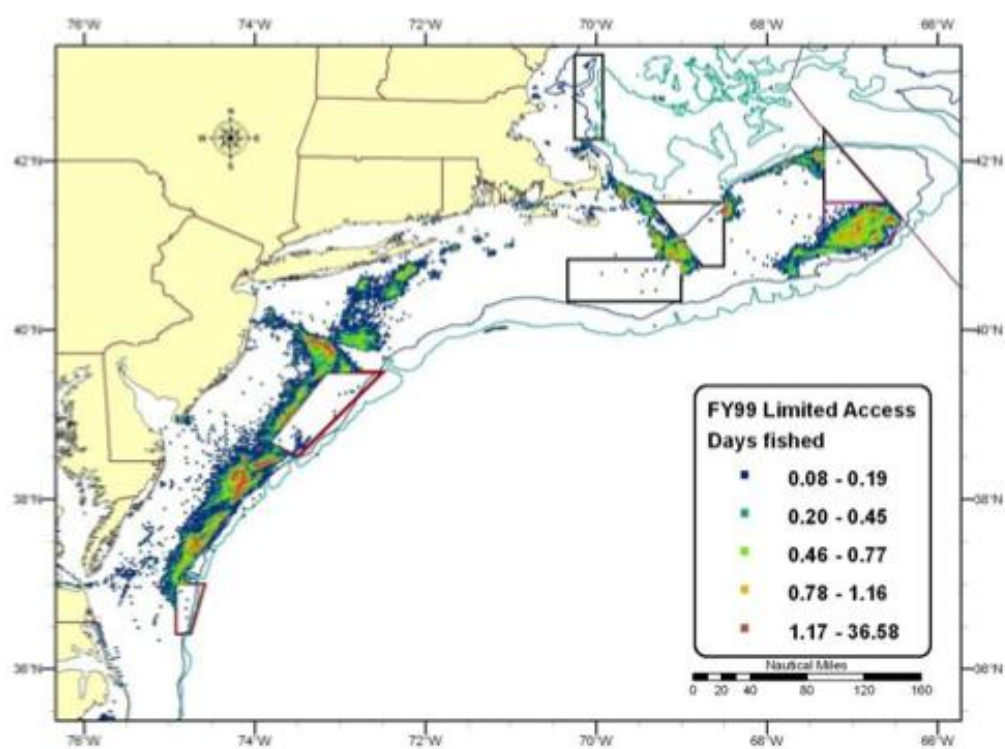 76°W 74°W 72°W 70°W 68°W 66°W
N
W E
S
42°N 42°N
40°N 40°N
38°N 38°N
36°N 36°N
FY99 Limited Access
Days fished
0.08 - 0.19
0.20 - 0.45
0.46 - 0.77
0.78 - 1.16
1.17 - 36.58
Nautical Miles
0 20 40 80 120 160
76°W 74°W 72°W 70°W 68°W 66°W